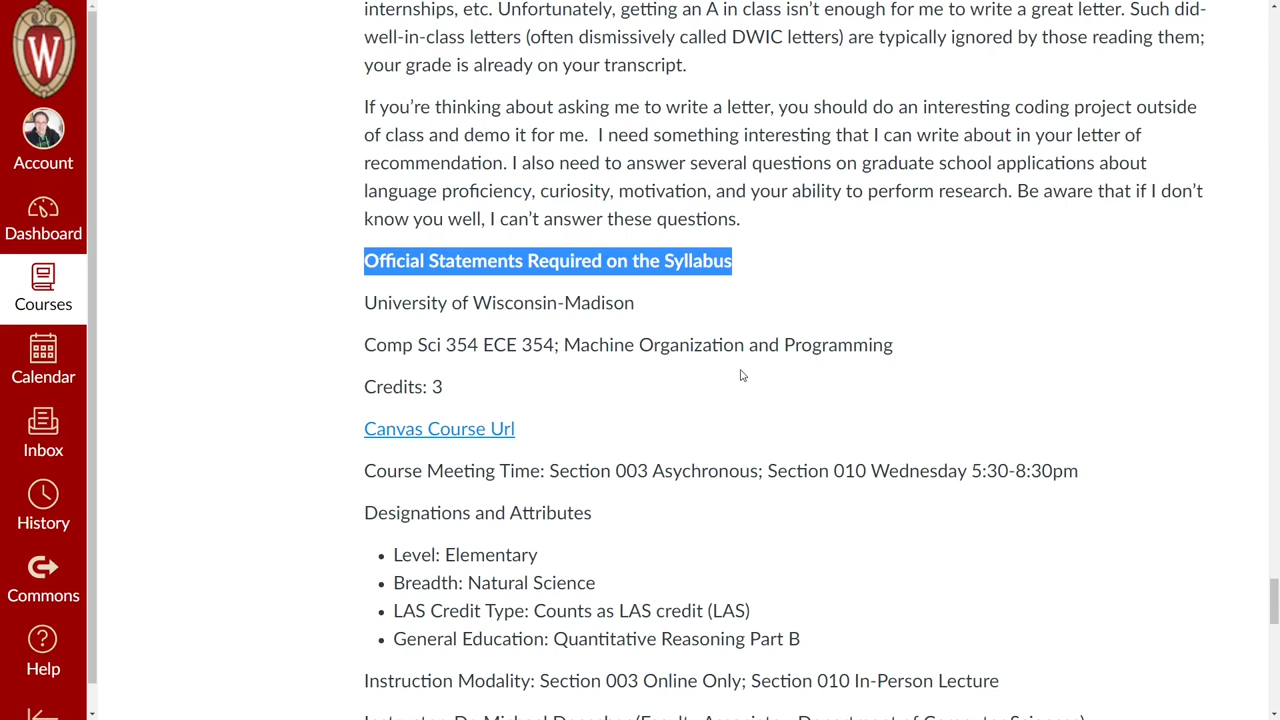 W
Account
Dashboard
Courses
Calendar
Inbox
History
Commons
Help
internships, etc. Unfortunately, getting an A in class isn’t enough for me to write a great letter. Such did-
well-in-class letters (often dismissively called DWIC letters) are typically ignored by those reading them;
your grade is already on your transcript.
If you’re thinking about asking me to write a letter, you should do an interesting coding project outside
of class and demo it for me.  I need something interesting that I can write about in your letter of
recommendation. I also need to answer several questions on graduate school applications about
language proficiency, curiosity, motivation, and your ability to perform research. Be aware that if I don’t
know you well, I can’t answer these questions.
Official Statements Required on the Syllabus
University of Wisconsin-Madison
Comp Sci 354 ECE 354; Machine Organization and Programming
Credits: 3
Canvas Course Url
Course Meeting Time: Section 003 Asychronous; Section 010 Wednesday 5:30-8:30pm
Designations and Attributes
• Level: Elementary
• Breadth: Natural Science
• LAS Credit Type: Counts as LAS credit (LAS)
• General Education: Quantitative Reasoning Part B
Instruction Modality: Section 003 Online Only; Section 010 In-Person Lecture